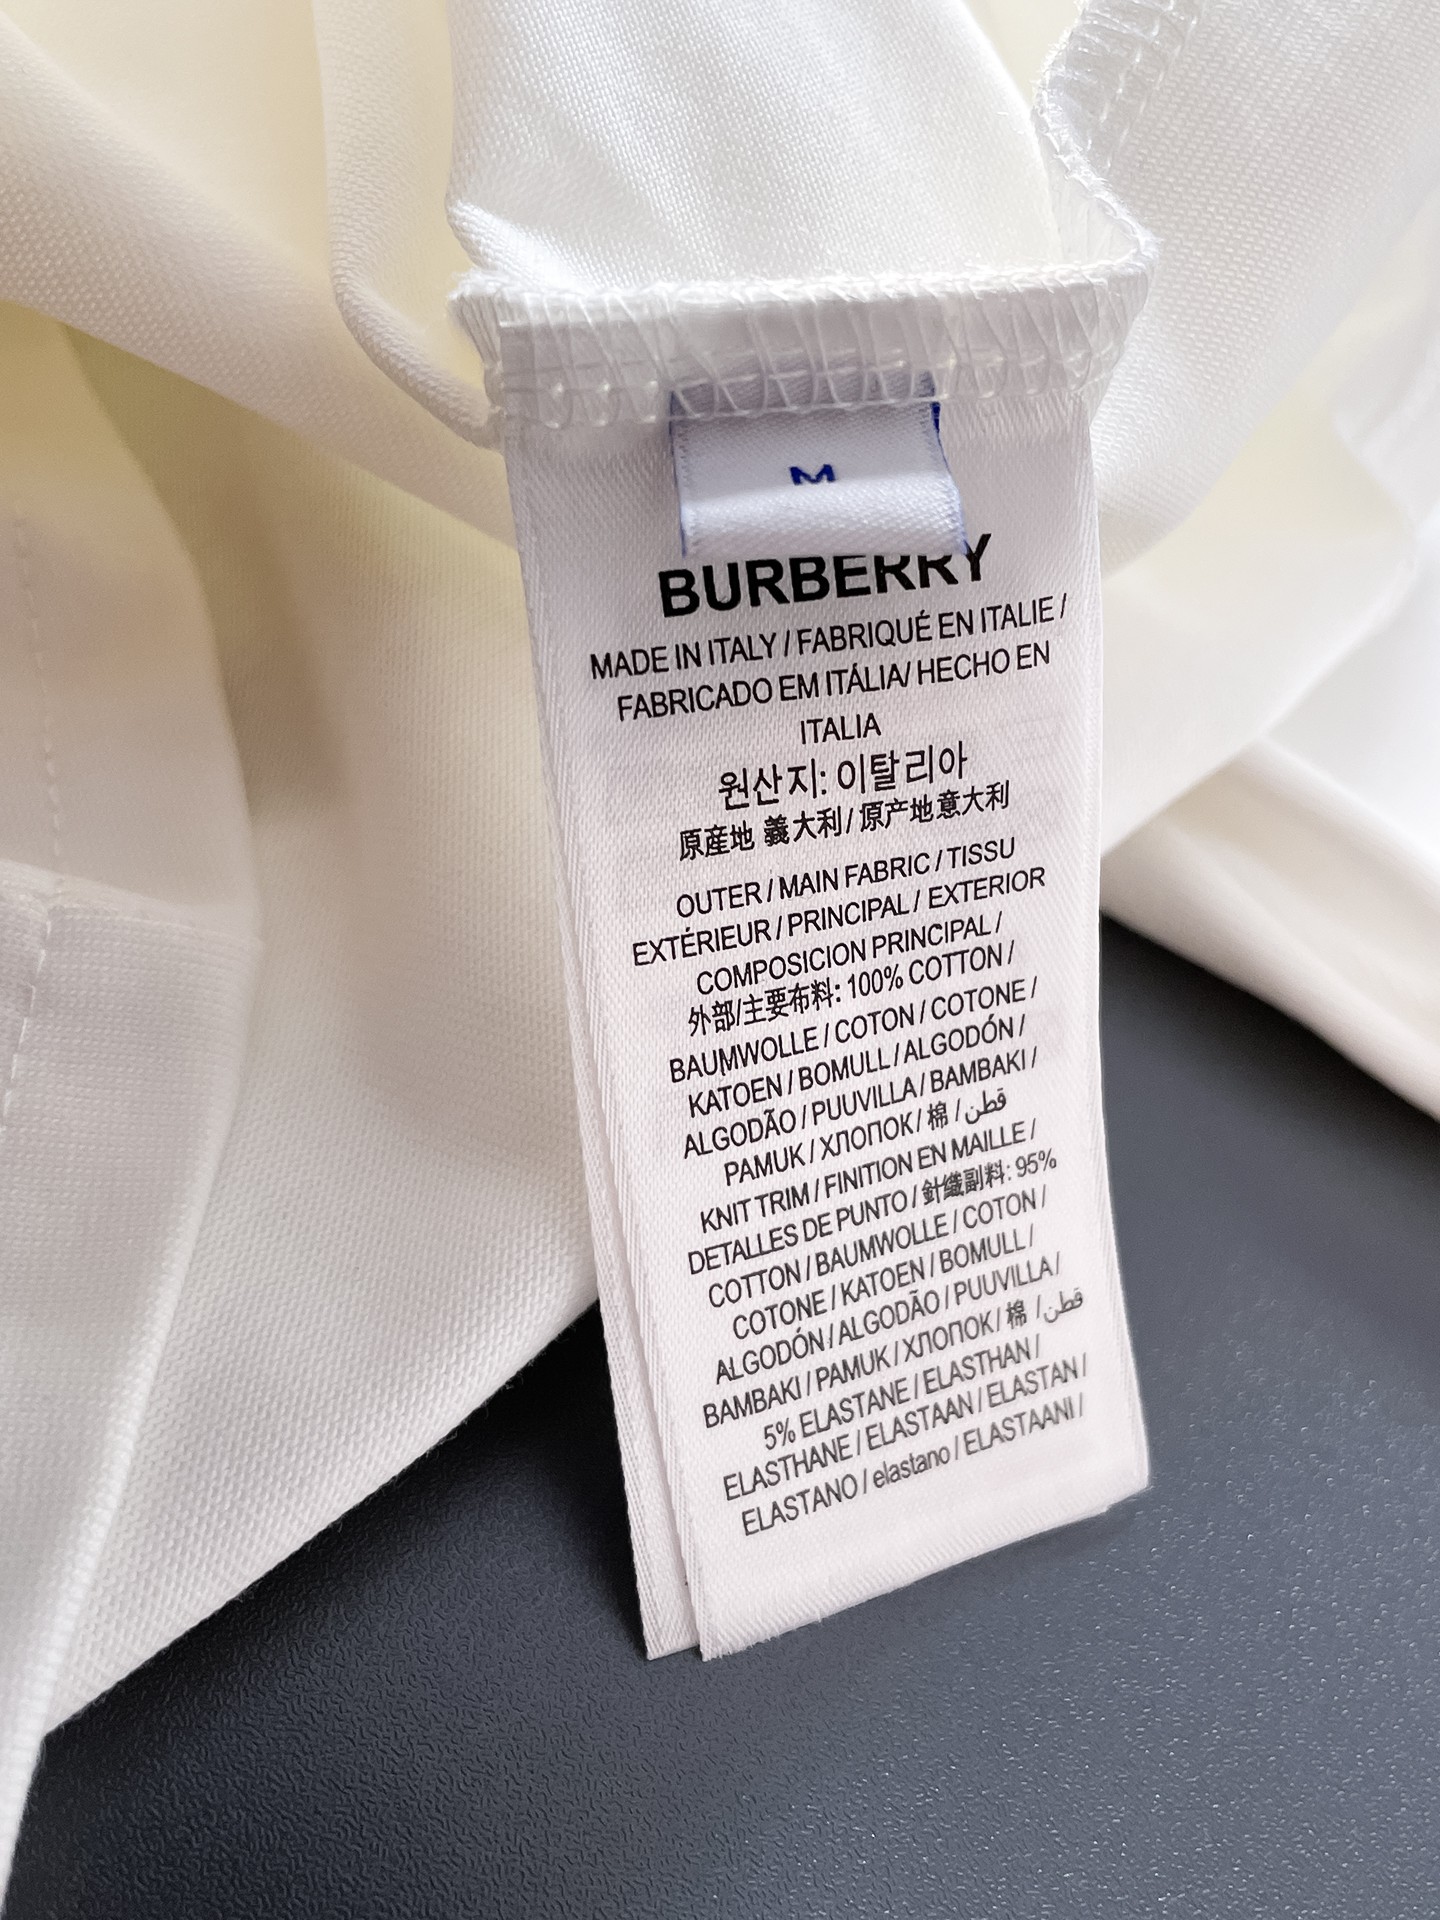 M
BURBERRY
MADE IN ITALY / FABRIQUÉ EN ITALIE /
FABRICADO EM ITÁLIA/ HECHO EN
ITALIA
원산지: 이탈리아
原産地 義大利 / 原产地意大利
OUTER / MAIN FABRIC / TISSU
EXTÉRIEUR / PRINCIPAL / EXTERIOR
COMPOSICION PRINCIPAL /
外部/主要布料: 100% COTTON /
BAUMWOLLE / COTON / COTONE /
KATOEN / BOMULL / ALGODÓN /
ALGODÃO / PUUVILLA / BAMBAKI /
PAMUK / ХЛОПОК / 棉 / قطن
KNIT TRIM / FINITION EN MAILLE /
DETALLES DE PUNTO / 針織副料: 95%
COTTON / BAUMWOLLE / COTON /
COTONE / KATOEN / BOMULL /
ALGODÓN / ALGODÃO / PUUVILLA /
BAMBAKI / PAMUK / ХЛОПОК / 棉 / قطن
5% ELASTANE / ELASTHAN /
ELASTHANE / ELASTAAN / ELASTAN /
ELASTANO / elastano / ELASTAANI /